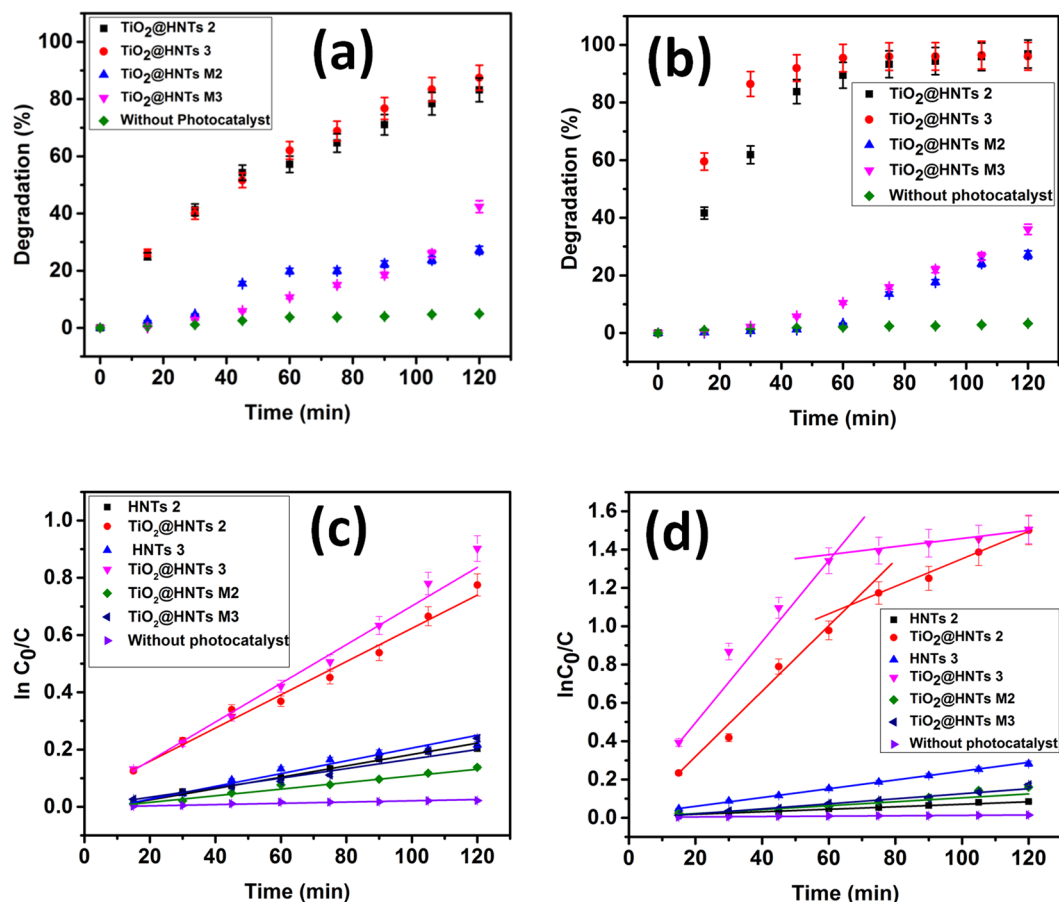 (a)
TiO2@HNTs 2
TiO2@HNTs 3
TiO2@HNTs M2
TiO2@HNTs M3
Without Photocatalyst
Degradation (%)
100
80
60
40
20
0
0 20 40 60 80 100 120
Time (min)
(b)
TiO2@HNTs 2
TiO2@HNTs 3
TiO2@HNTs M2
TiO2@HNTs M3
Without photocatalyst
Degradation (%)
100
80
60
40
20
0
0 20 40 60 80 100 120
Time (min)
(c)
HNTs 2
TiO2@HNTs 2
HNTs 3
TiO2@HNTs 3
TiO2@HNTs M2
TiO2@HNTs M3
Without photocatalyst
ln C0/C
1.0
0.8
0.6
0.4
0.2
0.0
0 20 40 60 80 100 120
Time (min)
(d)
HNTs 2
TiO2@HNTs 2
HNTs 3
TiO2@HNTs 3
TiO2@HNTs M2
TiO2@HNTs M3
Without photocatalyst
lnC0/C
1.6
1.4
1.2
1.0
0.8
0.6
0.4
0.2
0.0
0 20 40 60 80 100 120
Time (min)